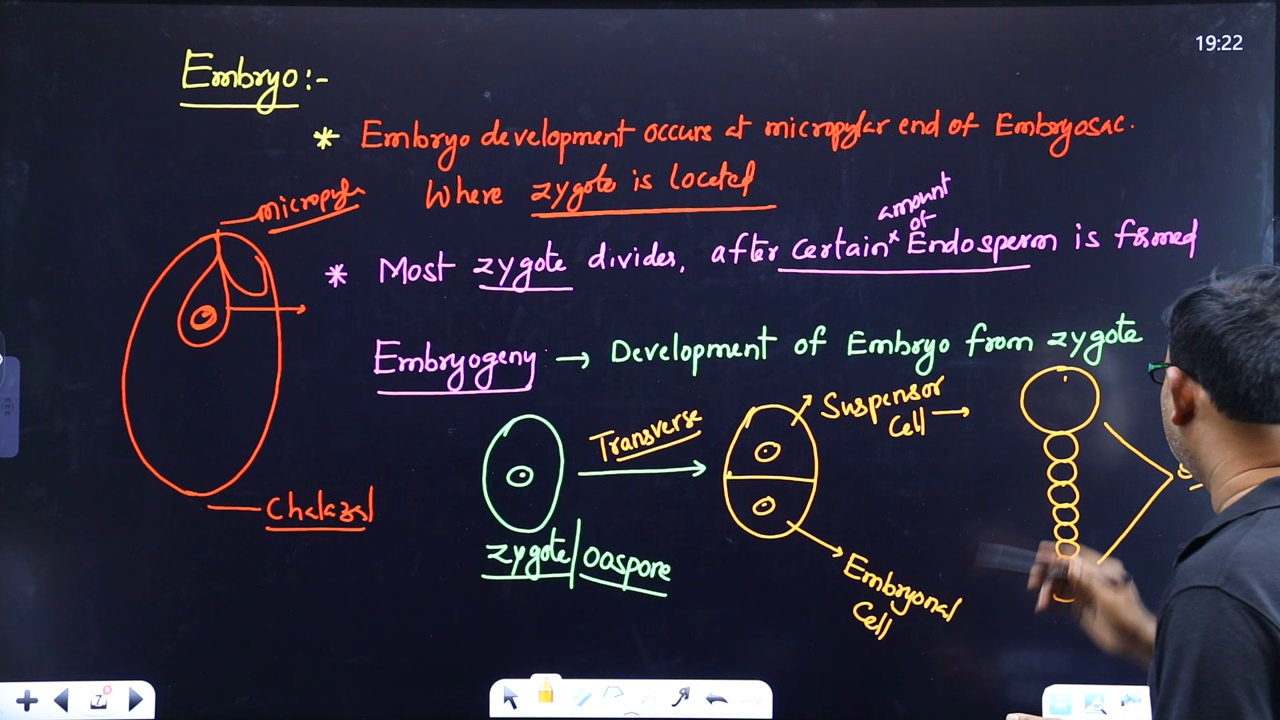 19:22
Embryo:-
* Embryo development occurs at micropylar end of Embryosac.
Where zygote is located
micropyle
amount
of
* Most zygote divides, after certain x Endosperm is formed
Embryogeny → Development of Embryo from zygote
Transverse
Suspensor
Cell →
Chalazal
zygote/oospore
Embryonal
Cell